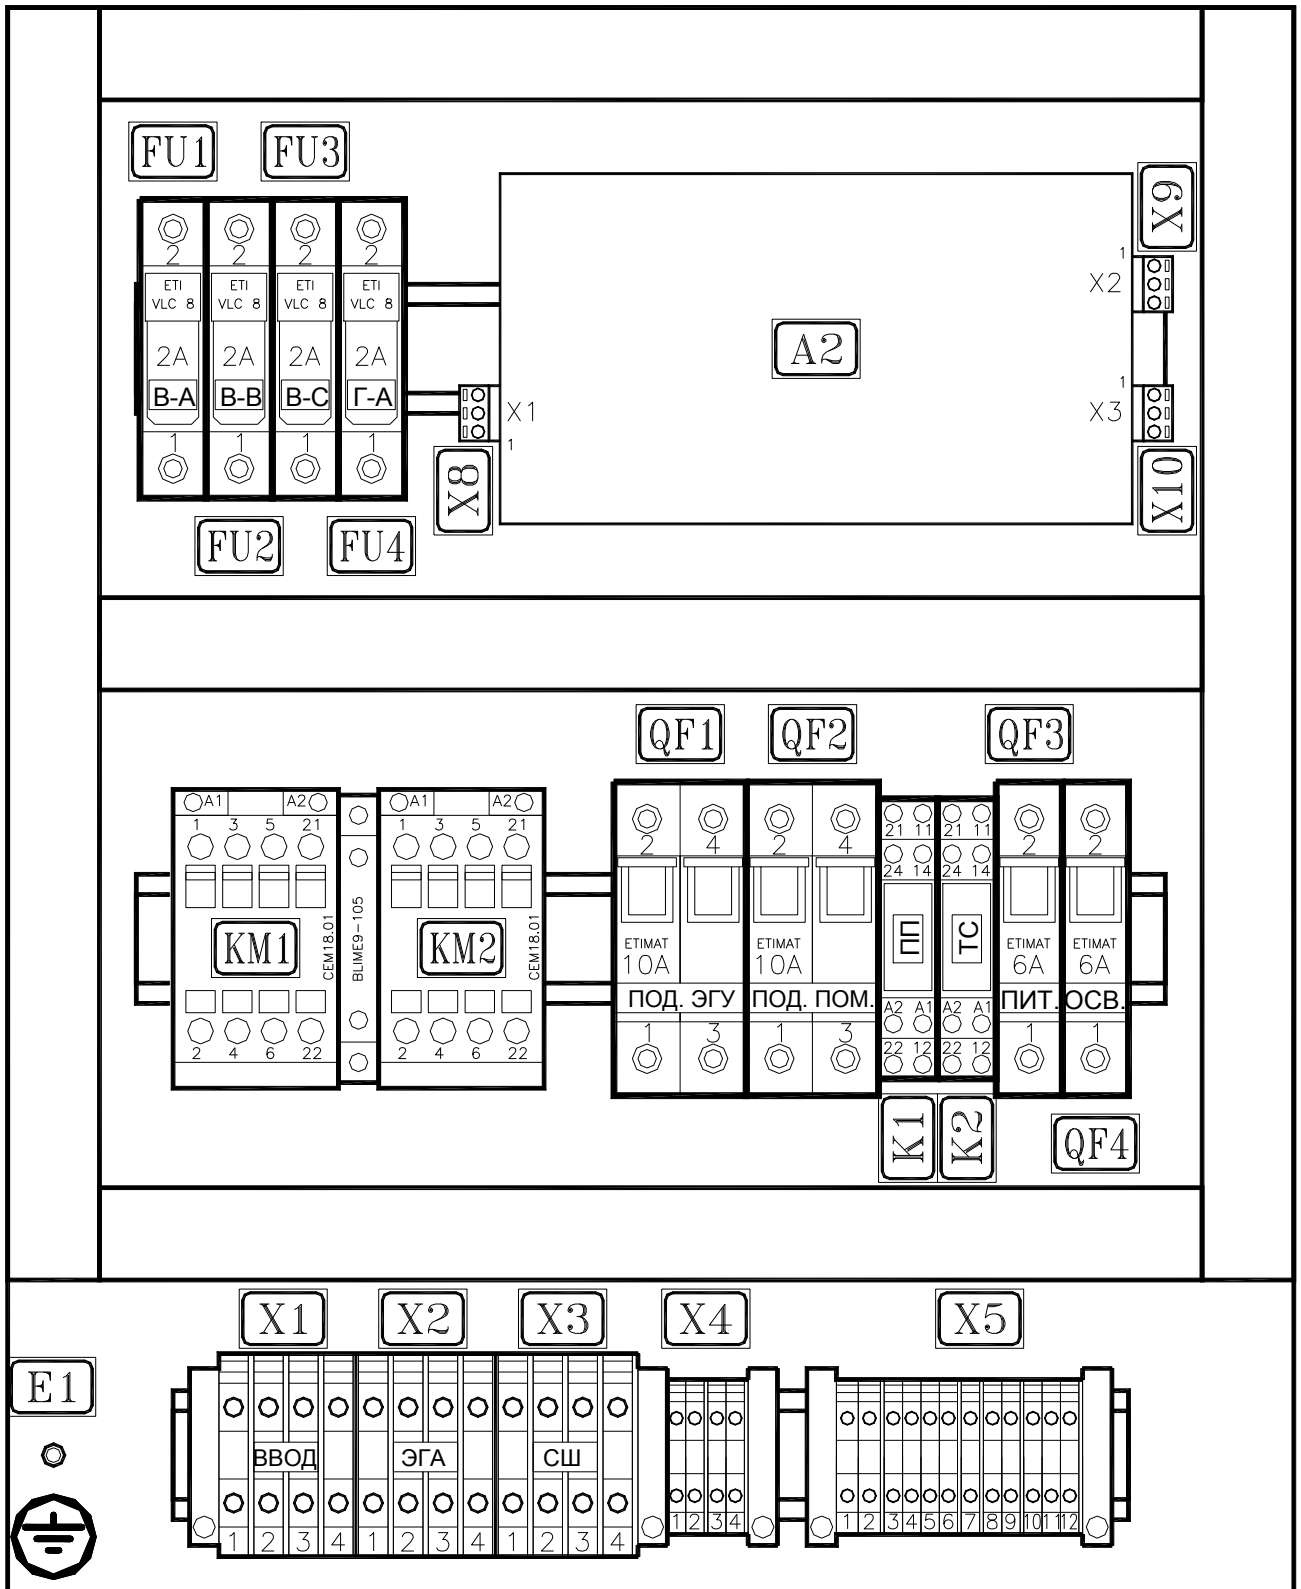 FU1 FU3
X9
2 2 2 2
ETI ETI ETI ETI
VLC 8 VLC 8 VLC 8 VLC 8
1
X2
A2
2A 2A 2A 2A
В-А В-В В-С Г-А
1
X1 X3
1 1 1 1
1
X8 X10
FU2 FU4
QF1 QF2 QF3
A1 A2 A1 A2
1 3 5 21 1 3 5 21
2 4 2 4 21 11 21 11 2 2
24 14 24 14
KM1 CEM18.01 BLIME9-105 KM2 CEM18.01
ПП ТС
ETIMAT ETIMAT ETIMAT ETIMAT
10A 10A 6A 6A
ПОД. ЭГУ ПОД. ПОМ. ПИТ. ОСВ.
A2 A1 A2 A1
1 3 1 3 1 1
2 4 6 22 2 4 6 22
22 12 22 12
K1 K2 QF4
X1 X2 X3 X4 X5
E1
ВВОД ЭГА СШ
1 2 3 4 1 2 3 4 1 2 3 4
1 2 3 4 1 2 3 4 5 6 7 8 9 10 11 12